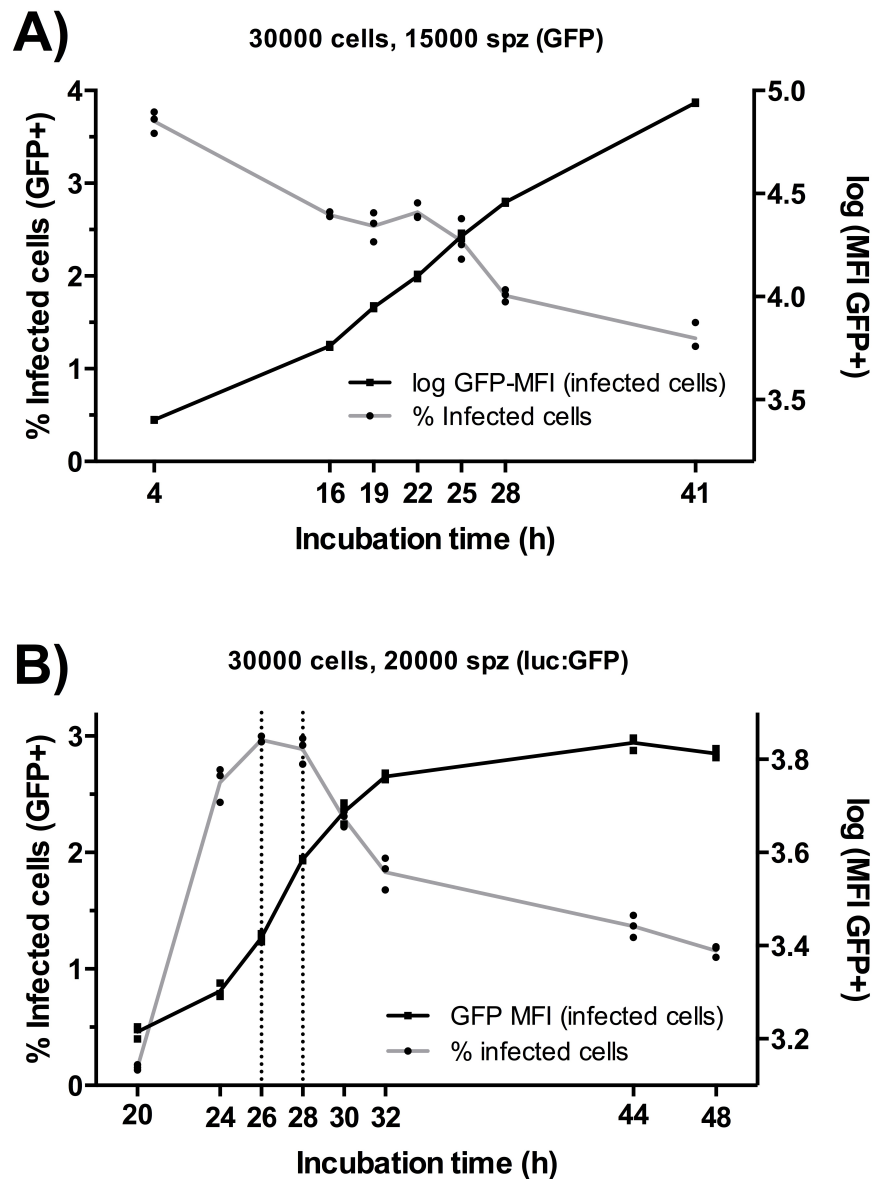 A)
30000 cells, 15000 spz (GFP)
% Infected cells (GFP+)
4
3
2
1
0
5.0
4.5
4.0
3.5
log (MFI GFP+)
log GFP-MFI (infected cells)
% Infected cells
4 16 19 22 25 28 41
Incubation time (h)
B)
30000 cells, 20000 spz (luc:GFP)
% Infected cells (GFP+)
3
2
1
0
3.8
3.6
3.4
3.2
log (MFI GFP+)
GFP MFI (infected cells)
% infected cells
20 24 26 28 30 32 44 48
Incubation time (h)